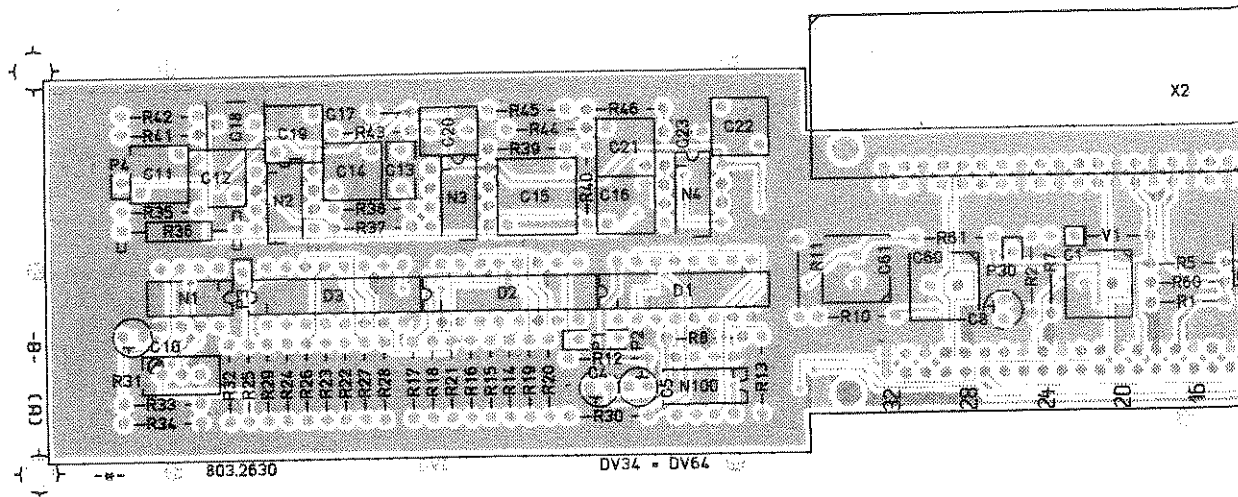 X2
R42
C18
C19
C17
R45
R46
C23
C22
R41
R43
C20
R44
C21
P4
C11
C12
C14
C13
R39
R40
N2
N3
C15
C16
N4
R35
R38
R36
R37
R11
C61
C60
R61
P30
R2
R7
C1
V1
R5
R60
R1
N1
D3
D2
D1
R10
C10
P1
P2
R8
-B-
R12
R31
R32
R25
R29
R24
R26
R23
R22
R27
R28
R17
R18
R21
R16
R15
R14
R19
R20
C4
C5
N100
R13
(A)
R33
R34
R30
32
28
24
20
16
803.2630
DV34 = DV64